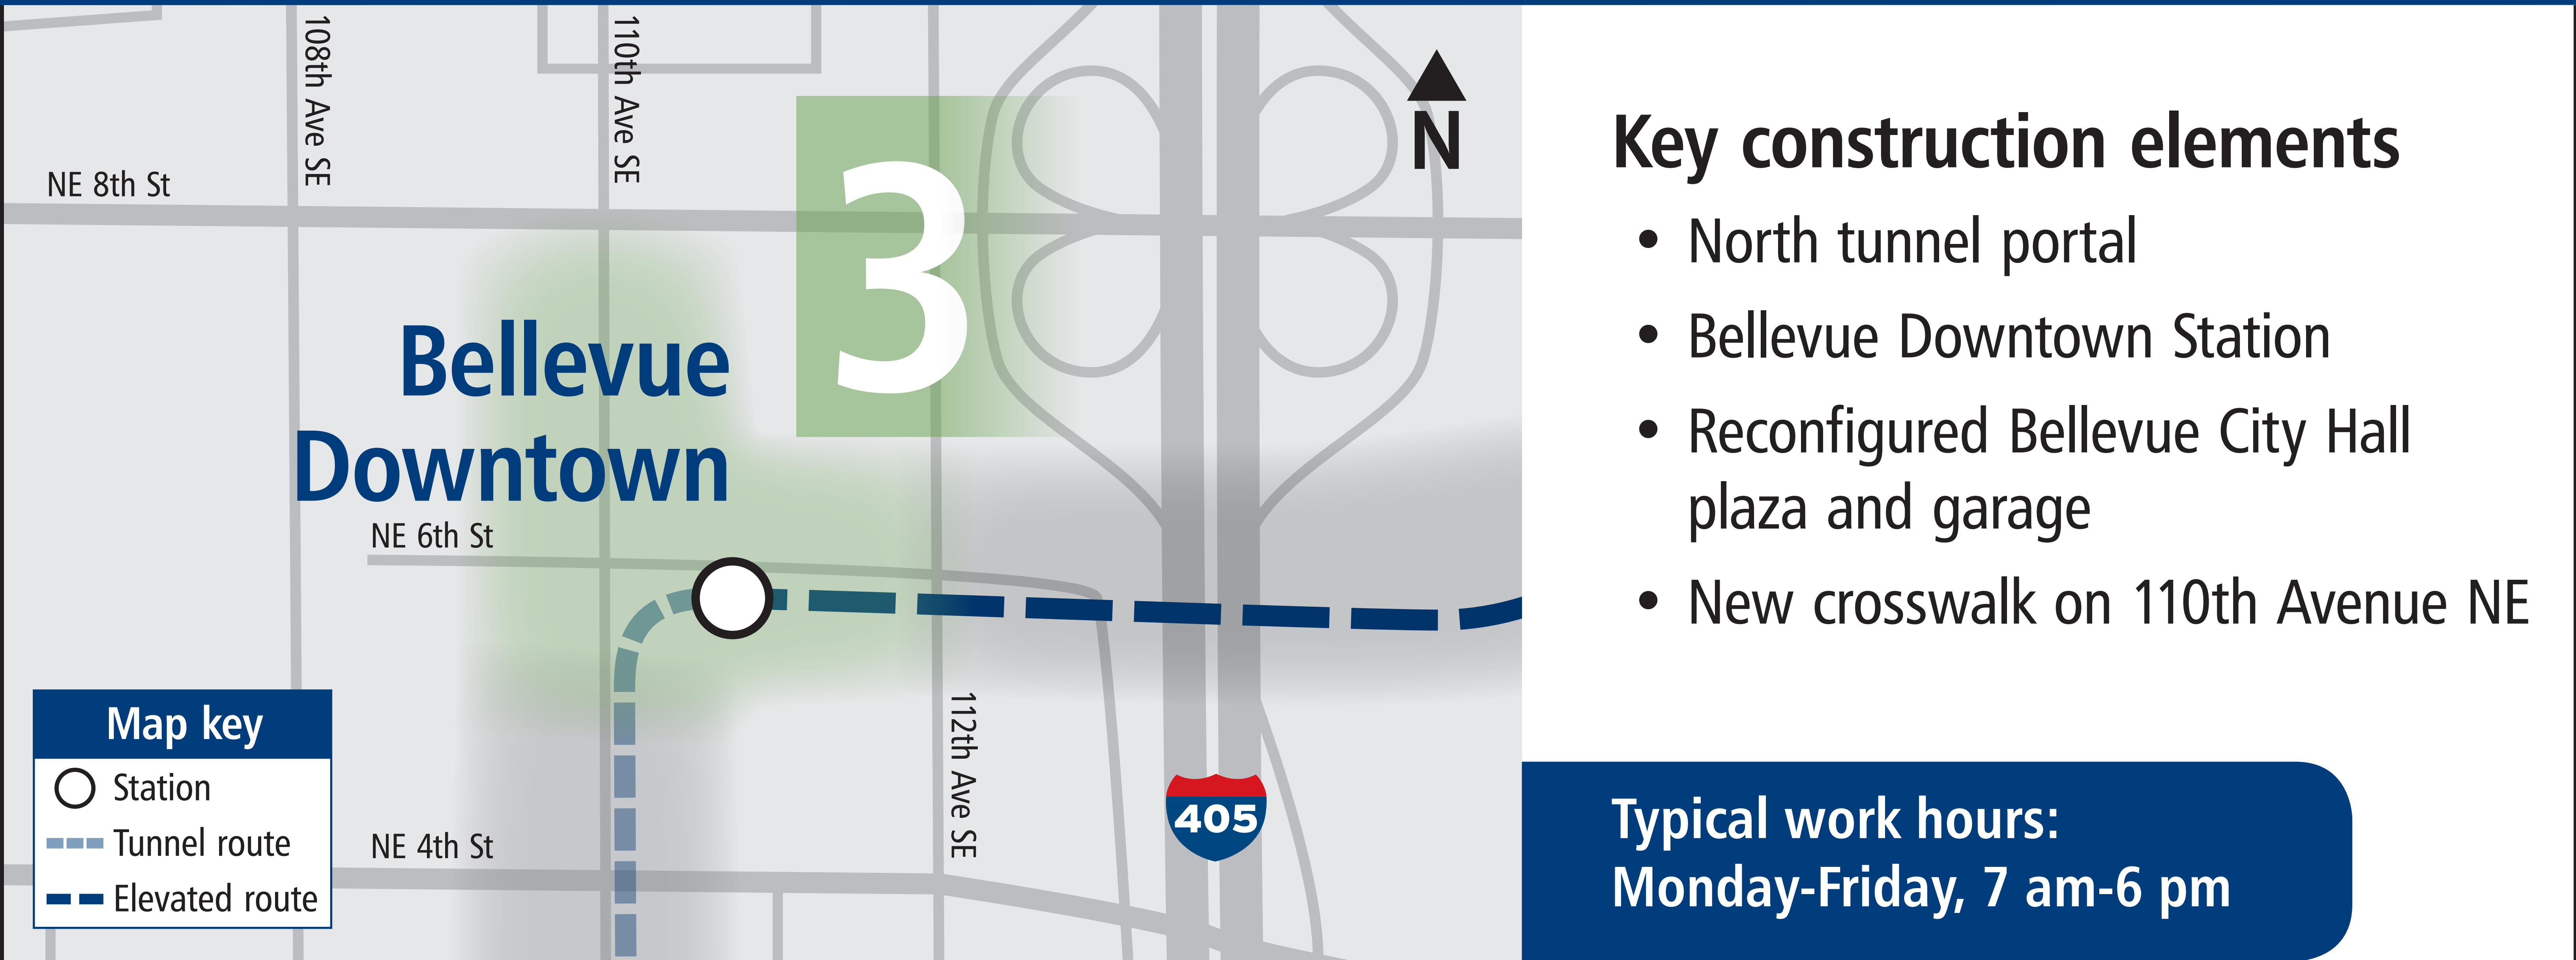 108th Ave SE
110th Ave SE
NE 8th St
3
N
Bellevue
Downtown
NE 6th St
112th Ave SE
NE 4th St
405
Map key
Station
Tunnel route
Elevated route
Key construction elements
• North tunnel portal
• Bellevue Downtown Station
• Reconfigured Bellevue City Hall
plaza and garage
• New crosswalk on 110th Avenue NE
Typical work hours:
Monday-Friday, 7 am-6 pm